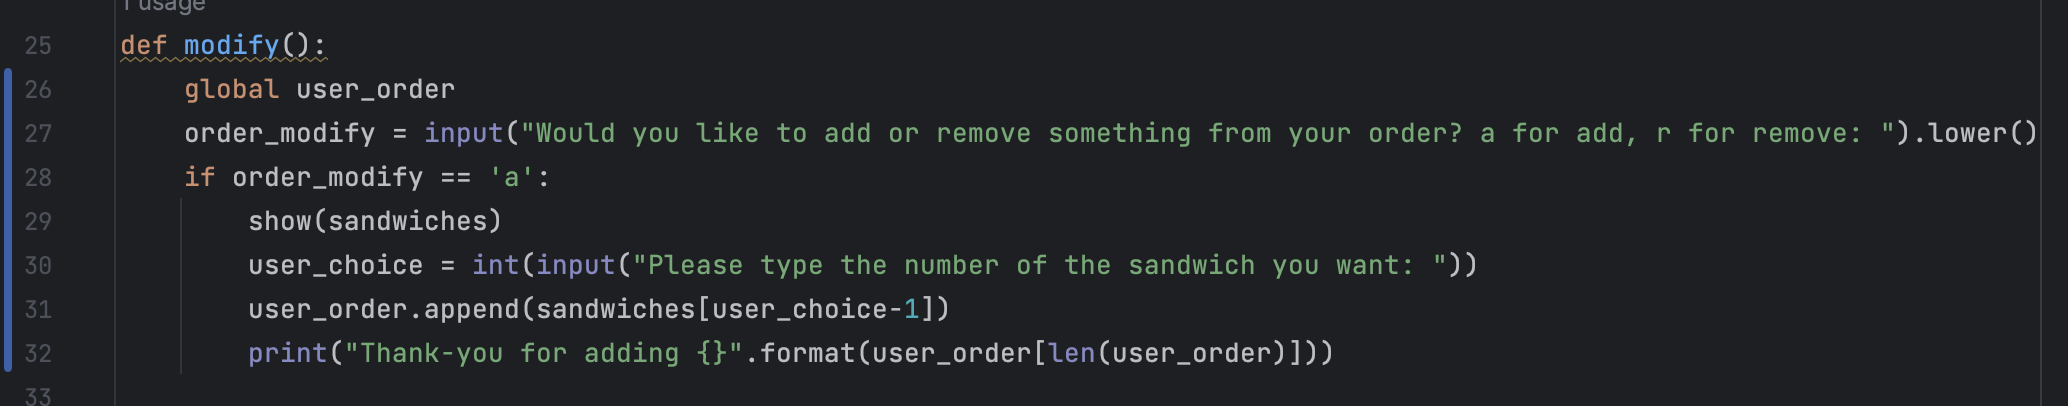 1 usage
25 def modify():
26 global user_order
27 order_modify = input("Would you like to add or remove something from your order? a for add, r for remove: ").lower()
28 if order_modify == 'a':
29 show(sandwiches)
30 user_choice = int(input("Please type the number of the sandwich you want: "))
31 user_order.append(sandwiches[user_choice-1])
32 print("Thank-you for adding {}".format(user_order[len(user_order)]))
33